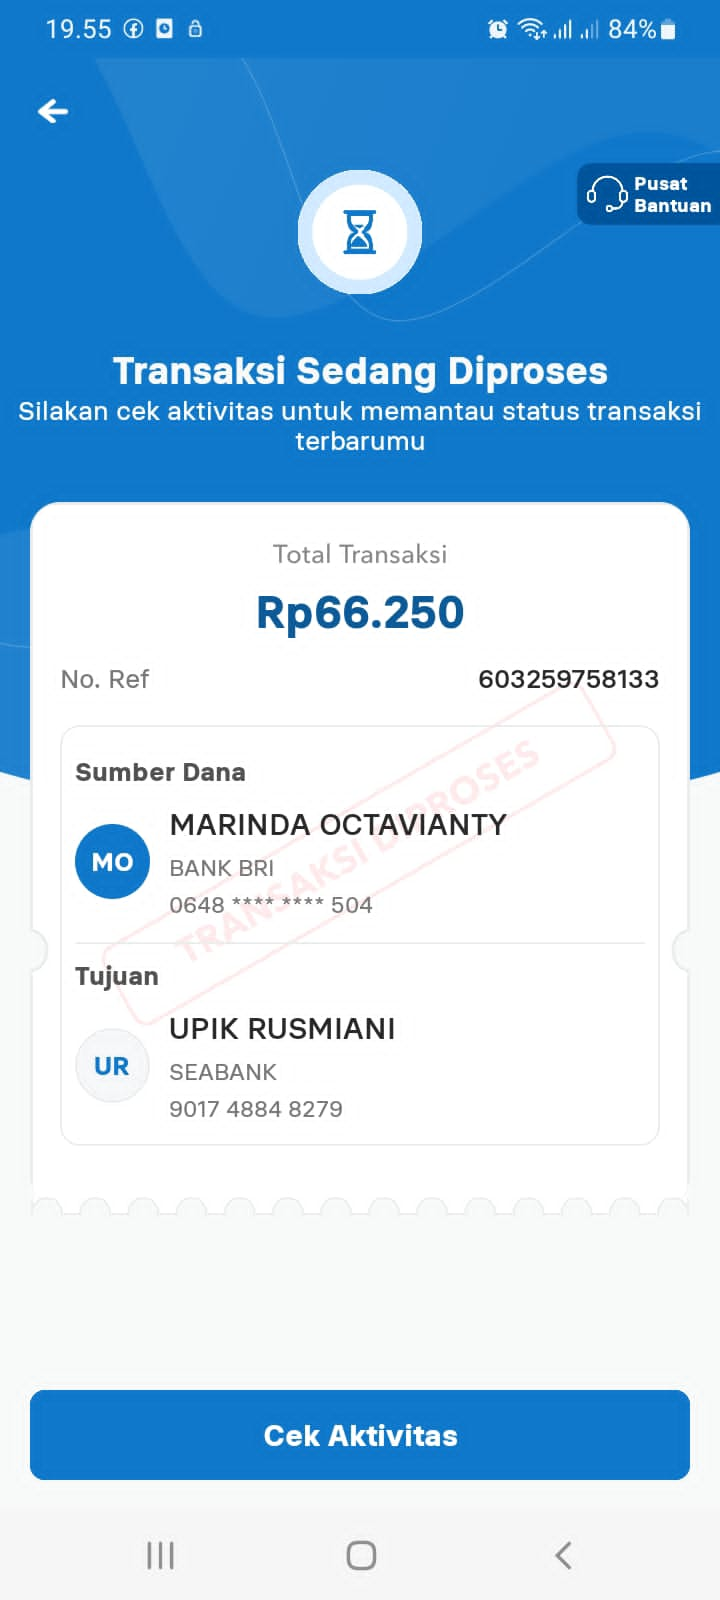 19.55
84%
Pusat
Bantuan
Transaksi Sedang Diproses
Silakan cek aktivitas untuk memantau status transaksi
terbarumu
Total Transaksi
Rp66.250
No. Ref 603259758133
Sumber Dana
MO
MARINDA OCTAVIANTY
BANK BRI
0648 **** **** 504
TRANSAKSI DIPROSES
Tujuan
UR
UPIK RUSMIANI
SEABANK
9017 4884 8279
Cek Aktivitas